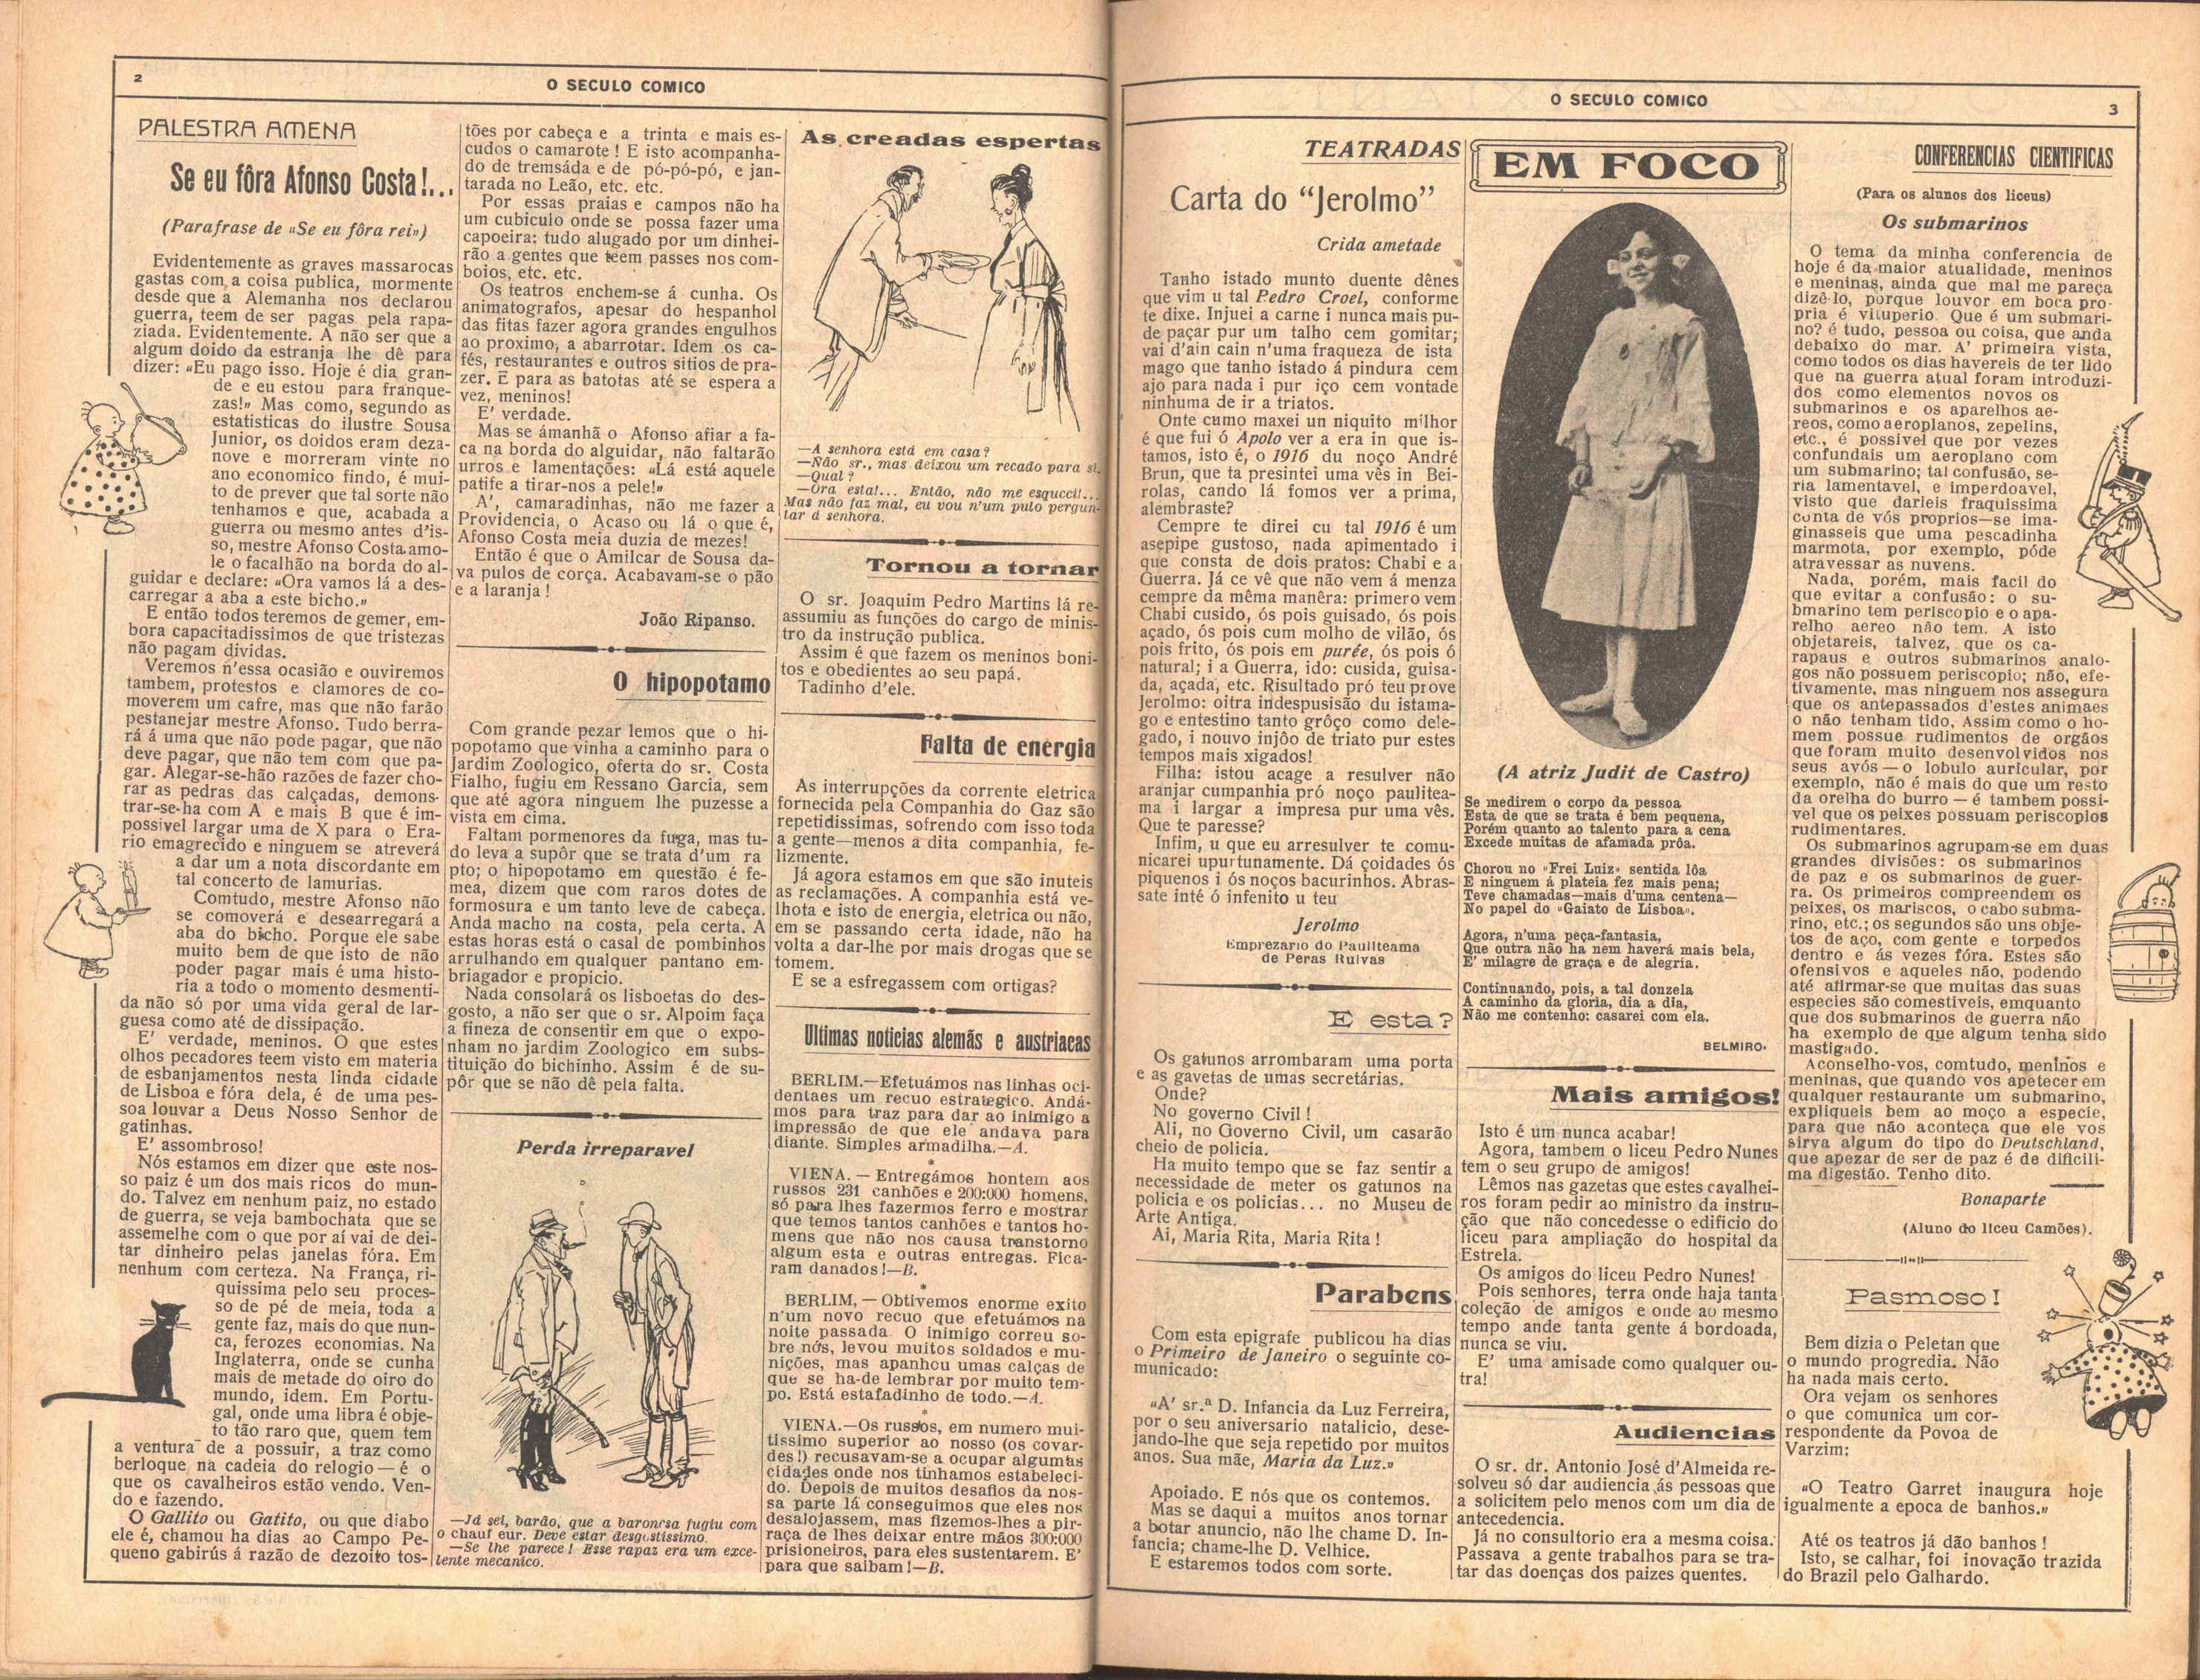 2
O SECULO COMICO
PALESTRA AMENA
Se eu fôra Afonso Costa!...
(Parafrase de «Se eu fôra rei»)
Evidentemente as graves massarocas
gastas com a coisa publica, mormente
desde que a Alemanha nos declarou
guerra, teem de ser pagas pela rapa-
ziada. Evidentemente. A não ser que a
algum doido da estranja lhe dê para
dizer: «Eu pago isso. Hoje é dia gran-
de e eu estou para franque-
zas!» Mas como, segundo as
estatisticas do ilustre Sousa
Junior, os doidos eram deza-
nove e morreram vinte no
ano economico findo, é mui-
to de prever que tal sorte não
tenhamos e que, acabada a
guerra ou mesmo antes d'is-
so, mestre Afonso Costa amo-
le o facalhão na borda do al-
guidar e declare: «Ora vamos lá a des-
carregar a aba a este bicho.»
E então todos teremos de gemer, em-
bora capacitadissimos de que tristezas
não pagam dividas.
Veremos n'essa ocasião e ouviremos
tambem, protestos e clamores de co-
moverem um cafre, mas que não farão
pestanejar mestre Afonso. Tudo berra-
rá á uma que não pode pagar, que não
deve pagar, que não tem com que pa-
gar. Alegar-se-hão razões de fazer cho-
rar as pedras das calçadas, demons-
trar-se-ha com A e mais B que é im-
possivel largar uma de X para o Era-
rio emagrecido e ninguem se atreverá
a dar um a nota discordante em
tal concerto de lamurias.
Comtudo, mestre Afonso não
se comoverá e desearregará a
aba do bicho. Porque ele sabe
muito bem de que isto de não
poder pagar mais é uma histo-
ria a todo o momento desmenti-
da não só por uma vida geral de lar-
guesa como até de dissipação.
E' verdade, meninos. O que estes
olhos pecadores teem visto em materia
de esbanjamentos nesta linda cidade
de Lisboa e fóra dela, é de uma pes-
soa louvar a Deus Nosso Senhor de
gatinhas.
E' assombroso!
Nós estamos em dizer que este nos-
so paiz é um dos mais ricos do mun-
do. Talvez em nenhum paiz, no estado
de guerra, se veja bambochata que se
assemelhe com o que por aí vai de dei-
tar dinheiro pelas janelas fóra. Em
nenhum com certeza. Na França, ri-
quissima pelo seu proces-
so de pé de meia, toda a
gente faz, mais do que nun-
ca, ferozes economias. Na
Inglaterra, onde se cunha
mais de metade do oiro do
mundo, idem. Em Portu-
gal, onde uma libra é obje-
to tão raro que, quem tem
a ventura de a possuir, a traz como
berloque na cadeia do relogio—é o
que os cavalheiros estão vendo. Ven-
do e fazendo.
O Gallito ou Gatito, ou que diabo
ele é, chamou ha dias ao Campo Pe-
queno gabirús á razão de dezoito tos-
tões por cabeça e a trinta e mais es-
cudos o camarote! E isto acompanha-
do de tremsáda e de pó-pó-pó, e jan-
tarada no Leão, etc. etc.
Por essas praias e campos não ha
um cubiculo onde se possa fazer uma
capoeira: tudo alugado por um dinhei-
rão a gentes que teem passes nos com-
boios, etc. etc.
Os teatros enchem-se á cunha. Os
animatografos, apesar do hespanhol
das fitas fazer agora grandes engulhos
ao proximo, a abarrotar. Idem os ca-
fés, restaurantes e outros sitios de pra-
zer. E para as batotas até se espera a
vez, meninos!
E' verdade.
Mas se ámanhã o Afonso afiar a fa-
ca na borda do alguidar, não faltarão
urros e lamentações: «Lá está aquele
patife a tirar-nos a pele!»
A', camaradinhas, não me fazer a
Providencia, o Acaso ou lá o que é,
Afonso Costa meia duzia de mezes!
Então é que o Amilcar de Sousa da-
va pulos de corça. Acabavam-se o pão
e a laranja!
João Ripanso.
O hipopotamo
Com grande pezar lemos que o hi-
popotamo que vinha a caminho para o
Jardim Zoologico, oferta do sr. Costa
Fialho, fugiu em Ressano Garcia, sem
que até agora ninguem lhe puzesse a
vista em cima.
Faltam pormenores da fuga, mas tu-
do leva a supôr que se trata d'um ra
pto; o hipopotamo em questão é fe-
mea, dizem que com raros dotes de
formosura e um tanto leve de cabeça.
Anda macho na costa, pela certa. A
estas horas está o casal de pombinhos
arrulhando em qualquer pantano em-
briagador e propicio.
Nada consolará os lisboetas do des-
gosto, a não ser que o sr. Alpoim faça
a fineza de consentir em que o expo-
nham no jardim Zoologico em subs-
tituição do bichinho. Assim é de su-
pôr que se não dê pela falta.
Perda irreparavel
—Já sei, barão, que a baronesa fugiu com
o chauf eur. Deve estar desgostissimo.
—Se lhe parece! Esse rapaz era um exce-
lente mecanico.
As creadas espertas
—A senhora está em casa?
—Não sr., mas deixou um recado para si.
—Qual?
—Ora esta!... Então, não me esqueci!...
Mas não faz mal, eu vou n'um pulo pergun-
tar á senhora.
Tornou a tornar
O sr. Joaquim Pedro Martins lá re-
assumiu as funções do cargo de minis-
tro da instrução publica.
Assim é que fazem os meninos boni-
tos e obedientes ao seu papá.
Tadinho d'ele.
Falta de energia
As interrupções da corrente eletrica
fornecida pela Companhia do Gaz são
repetidissimas, sofrendo com isso toda
a gente—menos a dita companhia, fe-
lizmente.
Já agora estamos em que são inuteis
as reclamações. A companhia está ve-
lhota e isto de energia, eletrica ou não,
em se passando certa idade, não ha
volta a dar-lhe por mais drogas que se
tomem.
E se a esfregassem com ortigas?
Ultimas noticias alemãs e austriacas
BERLIM.—Efetuámos nas linhas oci-
dentaes um recuo estrategico. Andá-
mos para traz para dar ao inimigo a
impressão de que ele andava para
diante. Simples armadilha.—A.
*
VIENA. — Entregámos hontem aos
russos 231 canhões e 200:000 homens,
só para lhes fazermos ferro e mostrar
que temos tantos canhões e tantos ho-
mens que não nos causa transtorno
algum esta e outras entregas. Fica-
ram danados!—B.
*
BERLIM, — Obtivemos enorme exito
n'um novo recuo que efetuámos na
noite passada. O inimigo correu so-
bre nós, levou muitos soldados e mu-
nições, mas apanhou umas calças de
que se ha-de lembrar por muito tem-
po. Está estafadinho de todo.—A.
*
VIENA.—Os russos, em numero mui-
tissimo superior ao nosso (os covar-
des!) recusavam-se a ocupar algumas
cidades onde nos tinhamos estabeleci-
do. Depois de muitos desafios da nos-
sa parte lá conseguimos que eles nos
desalojassem, mas fizemos-lhes a pir-
raça de lhes deixar entre mãos 300:000
prisioneiros, para eles sustentarem. E'
para que saibam!—B.
O SECULO COMICO
3
TEATRADAS
Carta do "Jerolmo"
Crida ametade
Tanho istado munto duente dênes
que vim u tal Pedro Croel, conforme
te dixe. Injuei a carne i nunca mais pu-
de paçar pur um talho cem gomitar;
vai d'ain cain n'uma fraqueza de ista
mago que tanho istado á pindura cem
ajo para nada i pur iço cem vontade
ninhuma de ir a triatos.
Onte cumo maxei un niquito milhor
é que fui ó Apolo ver a era in que is-
tamos, isto é, o 1916 du noço André
Brun, que ta presintei uma vês in Bei-
rolas, cando lá fomos ver a prima,
alembraste?
Cempre te direi cu tal 1916 é um
asepipe gustoso, nada apimentado i
que consta de dois pratos: Chabi e a
Guerra. Já ce vê que não vem á menza
cempre da mêma manêra: primero vem
Chabi cusido, ós pois guisado, ós pois
açado, ós pois cum molho de vilão, ós
pois frito, ós pois em purée, ós pois ó
natural; i a Guerra, ido: cusida, guisa-
da, açada, etc. Risultado pró teu prove
Jerolmo: oitra indespusisão du istama-
go e entestino tanto grôço como dele-
gado, i nouvo injôo de triato pur estes
tempos mais xigados!
Filha: istou acage a resulver não
aranjar cumpanhia pró noço paulitea-
ma i largar a impresa pur uma vês.
Que te paresse?
Infim, u que eu arresulver te comu-
nicarei upurtunamente. Dá çoidades ós
piquenos i ós noços bacurinhos. Abras-
sate inté ó infenito u teu
Jerolmo
Emprezario do Pauliteama
de Peras Ruivas
E esta?
Os gatunos arrombaram uma porta
e as gavetas de umas secretárias.
Onde?
No governo Civil!
Ali, no Governo Civil, um casarão
cheio de policia.
Ha muito tempo que se faz sentir a
necessidade de meter os gatunos na
policia e os policias... no Museu de
Arte Antiga.
Ai, Maria Rita, Maria Rita!
Parabens
Com esta epigrafe publicou ha dias
o Primeiro de Janeiro o seguinte co-
municado:
«A' sr.ª D. Infancia da Luz Ferreira,
por o seu aniversario natalicio, dese-
jando-lhe que seja repetido por muitos
anos. Sua mãe, Maria da Luz.»
Apoiado. E nós que os contemos.
Mas se daqui a muitos anos tornar
a botar anuncio, não lhe chame D. In-
fancia; chame-lhe D. Velhice.
E estaremos todos com sorte.
EM FOCO
(A atriz Judit de Castro)
Se medirem o corpo da pessoa
Esta de que se trata é bem pequena,
Porém quanto ao talento para a cena
Excede muitas de afamada prôa.
Chorou no «Frei Luiz» sentida lôa
E ninguem á plateia fez mais pena;
Teve chamadas—mais d'uma centena—
No papel do «Gaiato de Lisboa».
Agora, n'uma peça-fantasia,
Que outra não ha nem haverá mais bela,
E' milagre de graça e de alegria.
Continuando, pois, a tal donzela
A caminho da gloria, dia a dia,
Não me contenho: casarei com ela.
BELMIRO.
Mais amigos!
Isto é um nunca acabar!
Agora, tambem o liceu Pedro Nunes
tem o seu grupo de amigos!
Lêmos nas gazetas que estes cavalhei-
ros foram pedir ao ministro da instru-
ção que não concedesse o edificio do
liceu para ampliação do hospital da
Estrela.
Os amigos do liceu Pedro Nunes!
Pois senhores, terra onde haja tanta
coleção de amigos e onde ao mesmo
tempo ande tanta gente á bordoada,
nunca se viu.
E' uma amisade como qualquer ou-
tra!
Audiencias
O sr. dr. Antonio José d'Almeida re-
solveu só dar audiencia ás pessoas que
a solicitem pelo menos com um dia de
antecedencia.
Já no consultorio era a mesma coisa.
Passava a gente trabalhos para se tra-
tar das doenças dos paizes quentes.
CONFERENCIAS CIENTIFICAS
(Para os alunos dos liceus)
Os submarinos
O tema da minha conferencia de
hoje é da maior atualidade, meninos
e meninas, ainda que mal me pareça
dizê-lo, porque louvor em boca pro-
pria é vituperio. Que é um submari-
no? é tudo, pessoa ou coisa, que anda
debaixo do mar. A' primeira vista,
como todos os dias havereis de ter lido
que na guerra atual foram introduzi-
dos como elementos novos os
submarinos e os aparelhos ae-
reos, como aeroplanos, zepelins,
etc., é possivel que por vezes
confundais um aeroplano com
um submarino; tal confusão, se-
ria lamentavel, e imperdoavel,
visto que darieis fraquissima
conta de vós proprios—se ima-
ginasseis que uma pescadinha
marmota, por exemplo, póde
atravessar as nuvens.
Nada, porém, mais facil do
que evitar a confusão: o su-
bmarino tem periscopio e o apa-
relho aereo não tem. A isto
objetareis, talvez, que os ca-
rapaus e outros submarinos analo-
gos não possuem periscopio; não, efe-
tivamente, mas ninguem nos assegura
que os antepassados d'estes animaes
o não tenham tido. Assim como o ho-
mem possue rudimentos de orgãos
que foram muito desenvolvidos nos
seus avós—o lobulo auricular, por
exemplo, não é mais do que um resto
da orelha do burro—é tambem possi-
vel que os peixes possuam periscopios
rudimentares.
Os submarinos agrupam-se em duas
grandes divisões: os submarinos
de paz e os submarinos de guer-
ra. Os primeiros compreendem os
peixes, os mariscos, o cabo subma-
rino, etc.; os segundos são uns obje-
tos de aço, com gente e torpedos
dentro e ás vezes fóra. Estes são
ofensivos e aqueles não, podendo
até afirmar-se que muitas das suas
especies são comestiveis, emquanto
que dos submarinos de guerra não
ha exemplo de que algum tenha sido
mastigado.
Aconselho-vos, comtudo, meninos e
meninas, que quando vos apetecer em
qualquer restaurante um submarino,
expliqueis bem ao moço a especie,
para que não aconteça que ele vos
sirva algum do tipo do Deutschland,
que apezar de ser de paz é de dificili-
ma digestão. Tenho dito.
Bonaparte
(Aluno do liceu Camões).
Pasmoso!
Bem dizia o Peletan que
o mundo progredia. Não
ha nada mais certo.
Ora vejam os senhores
o que comunica um cor-
respondente da Povoa de
Varzim:
«O Teatro Garret inaugura hoje
igualmente a epoca de banhos.»
Até os teatros já dão banhos!
Isto, se calhar, foi inovação trazida
do Brazil pelo Galhardo.